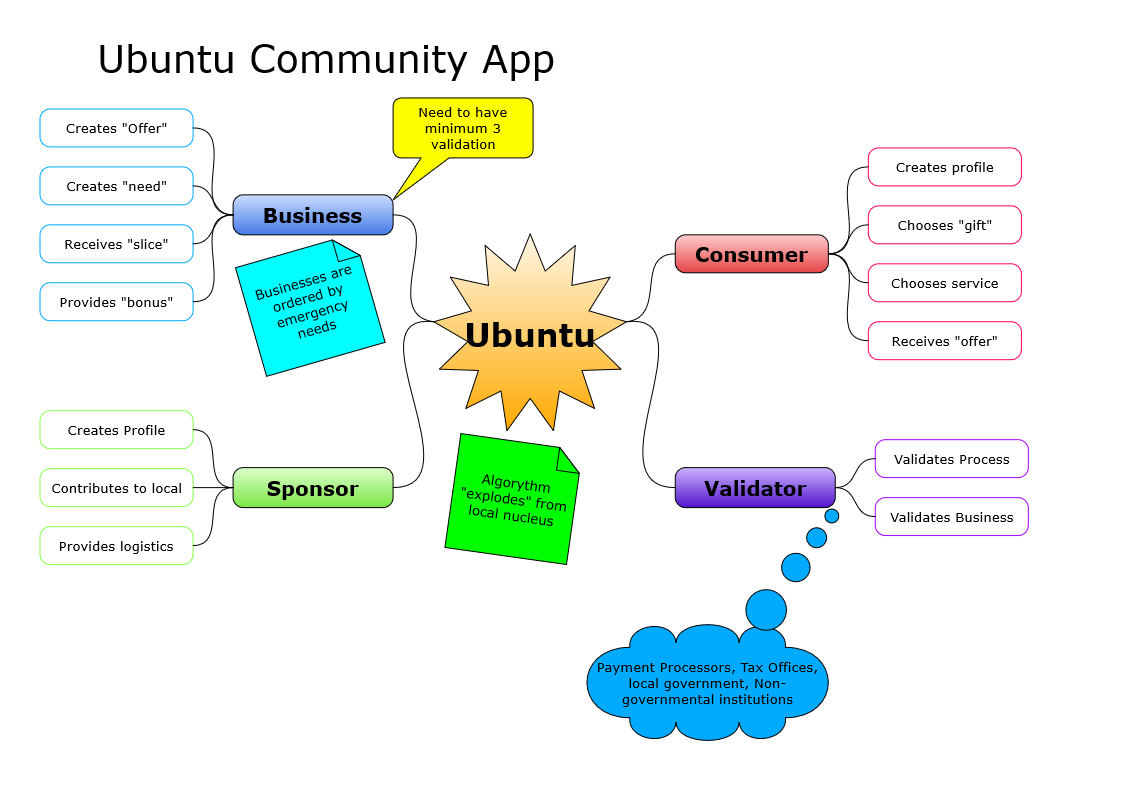 Ubuntu Community App
Need to have
minimum 3
validation
Creates "Offer"
Creates "need"
Receives "slice"
Provides "bonus"
Business
Businesses are
ordered by
emergency
needs
Ubuntu
Consumer
Creates profile
Chooses "gift"
Chooses service
Receives "offer"
Creates Profile
Contributes to local
Provides logistics
Sponsor
Algorythm
"explodes" from
local nucleus
Validator
Validates Process
Validates Business
Payment Processors, Tax Offices,
local government, Non-
governmental institutions